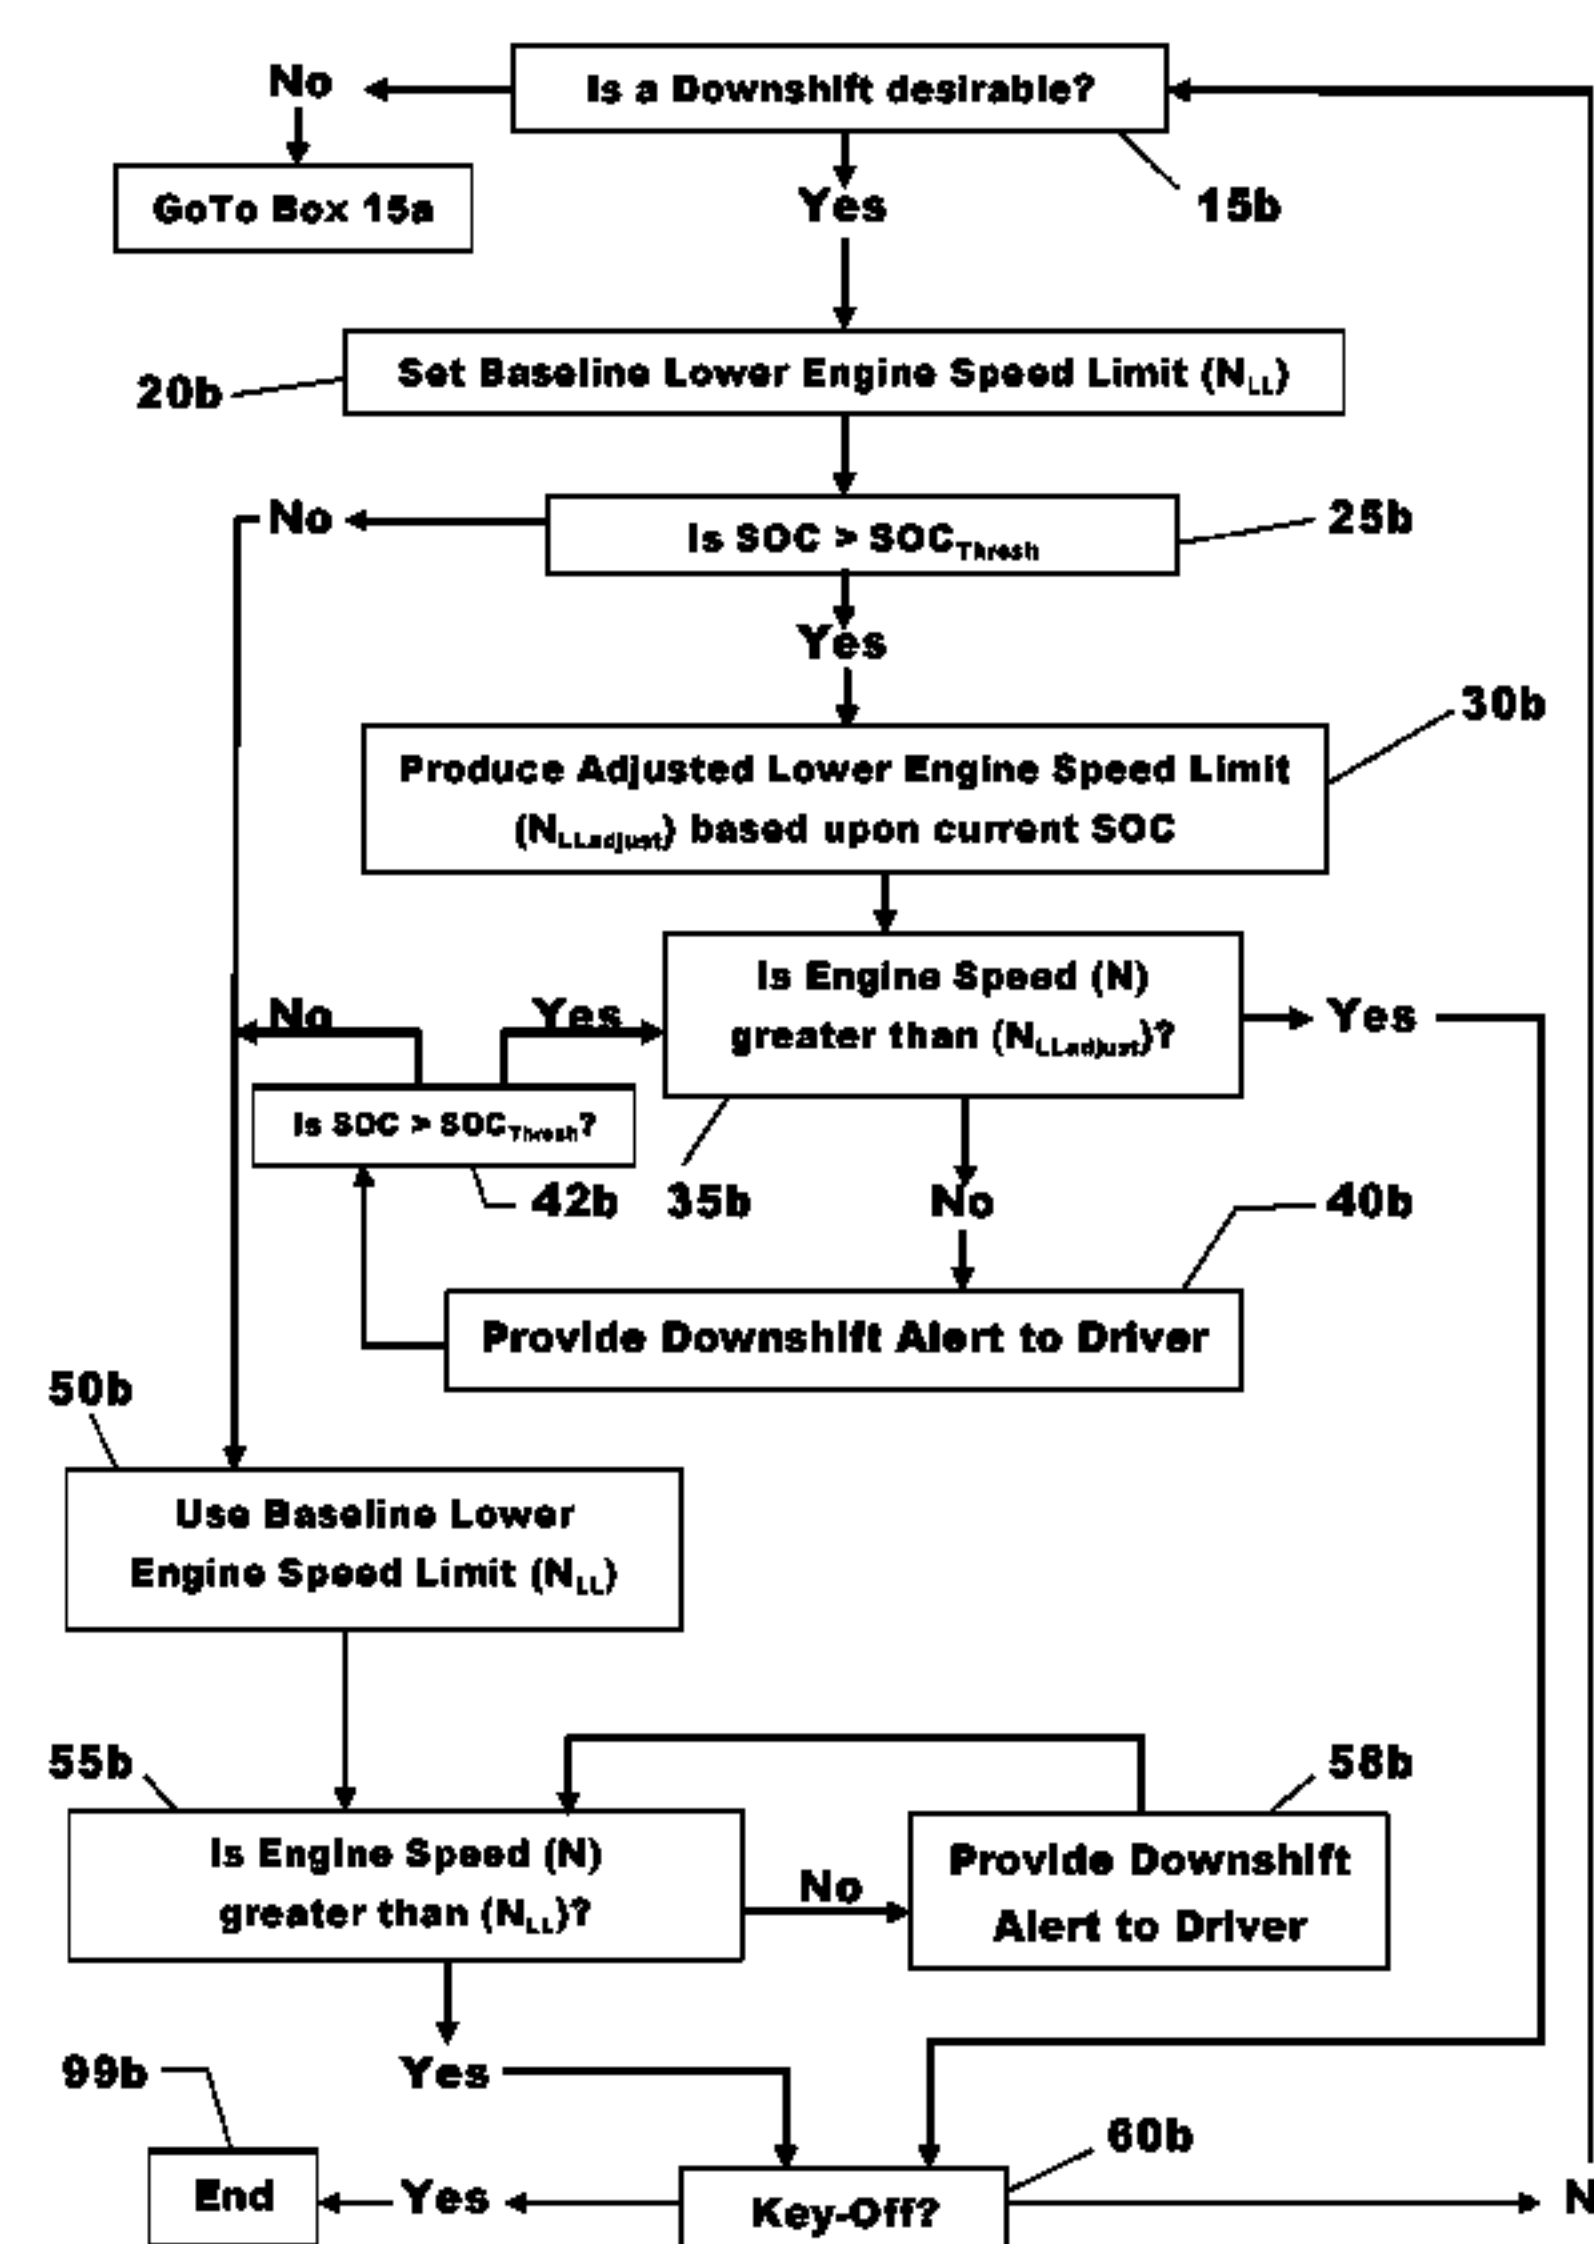 No
Is a Downshift desirable?
GoTo Box 15a
Yes
15b
Set Baseline Lower Engine Speed Limit (NLL)
20b
No
Is SOC > SOCThresh
25b
Yes
30b
Produce Adjusted Lower Engine Speed Limit
(NLLadjust) based upon current SOC
Is Engine Speed (N)
greater than (NLLadjust)?
Yes
No
Yes
Is SOC > SOCThresh?
42b
35b
No
40b
Provide Downshift Alert to Driver
50b
Use Baseline Lower
Engine Speed Limit (NLL)
55b
58b
Is Engine Speed (N)
greater than (NLL)?
No
Provide Downshift
Alert to Driver
99b
Yes
60b
End
Yes
Key-Off?
N